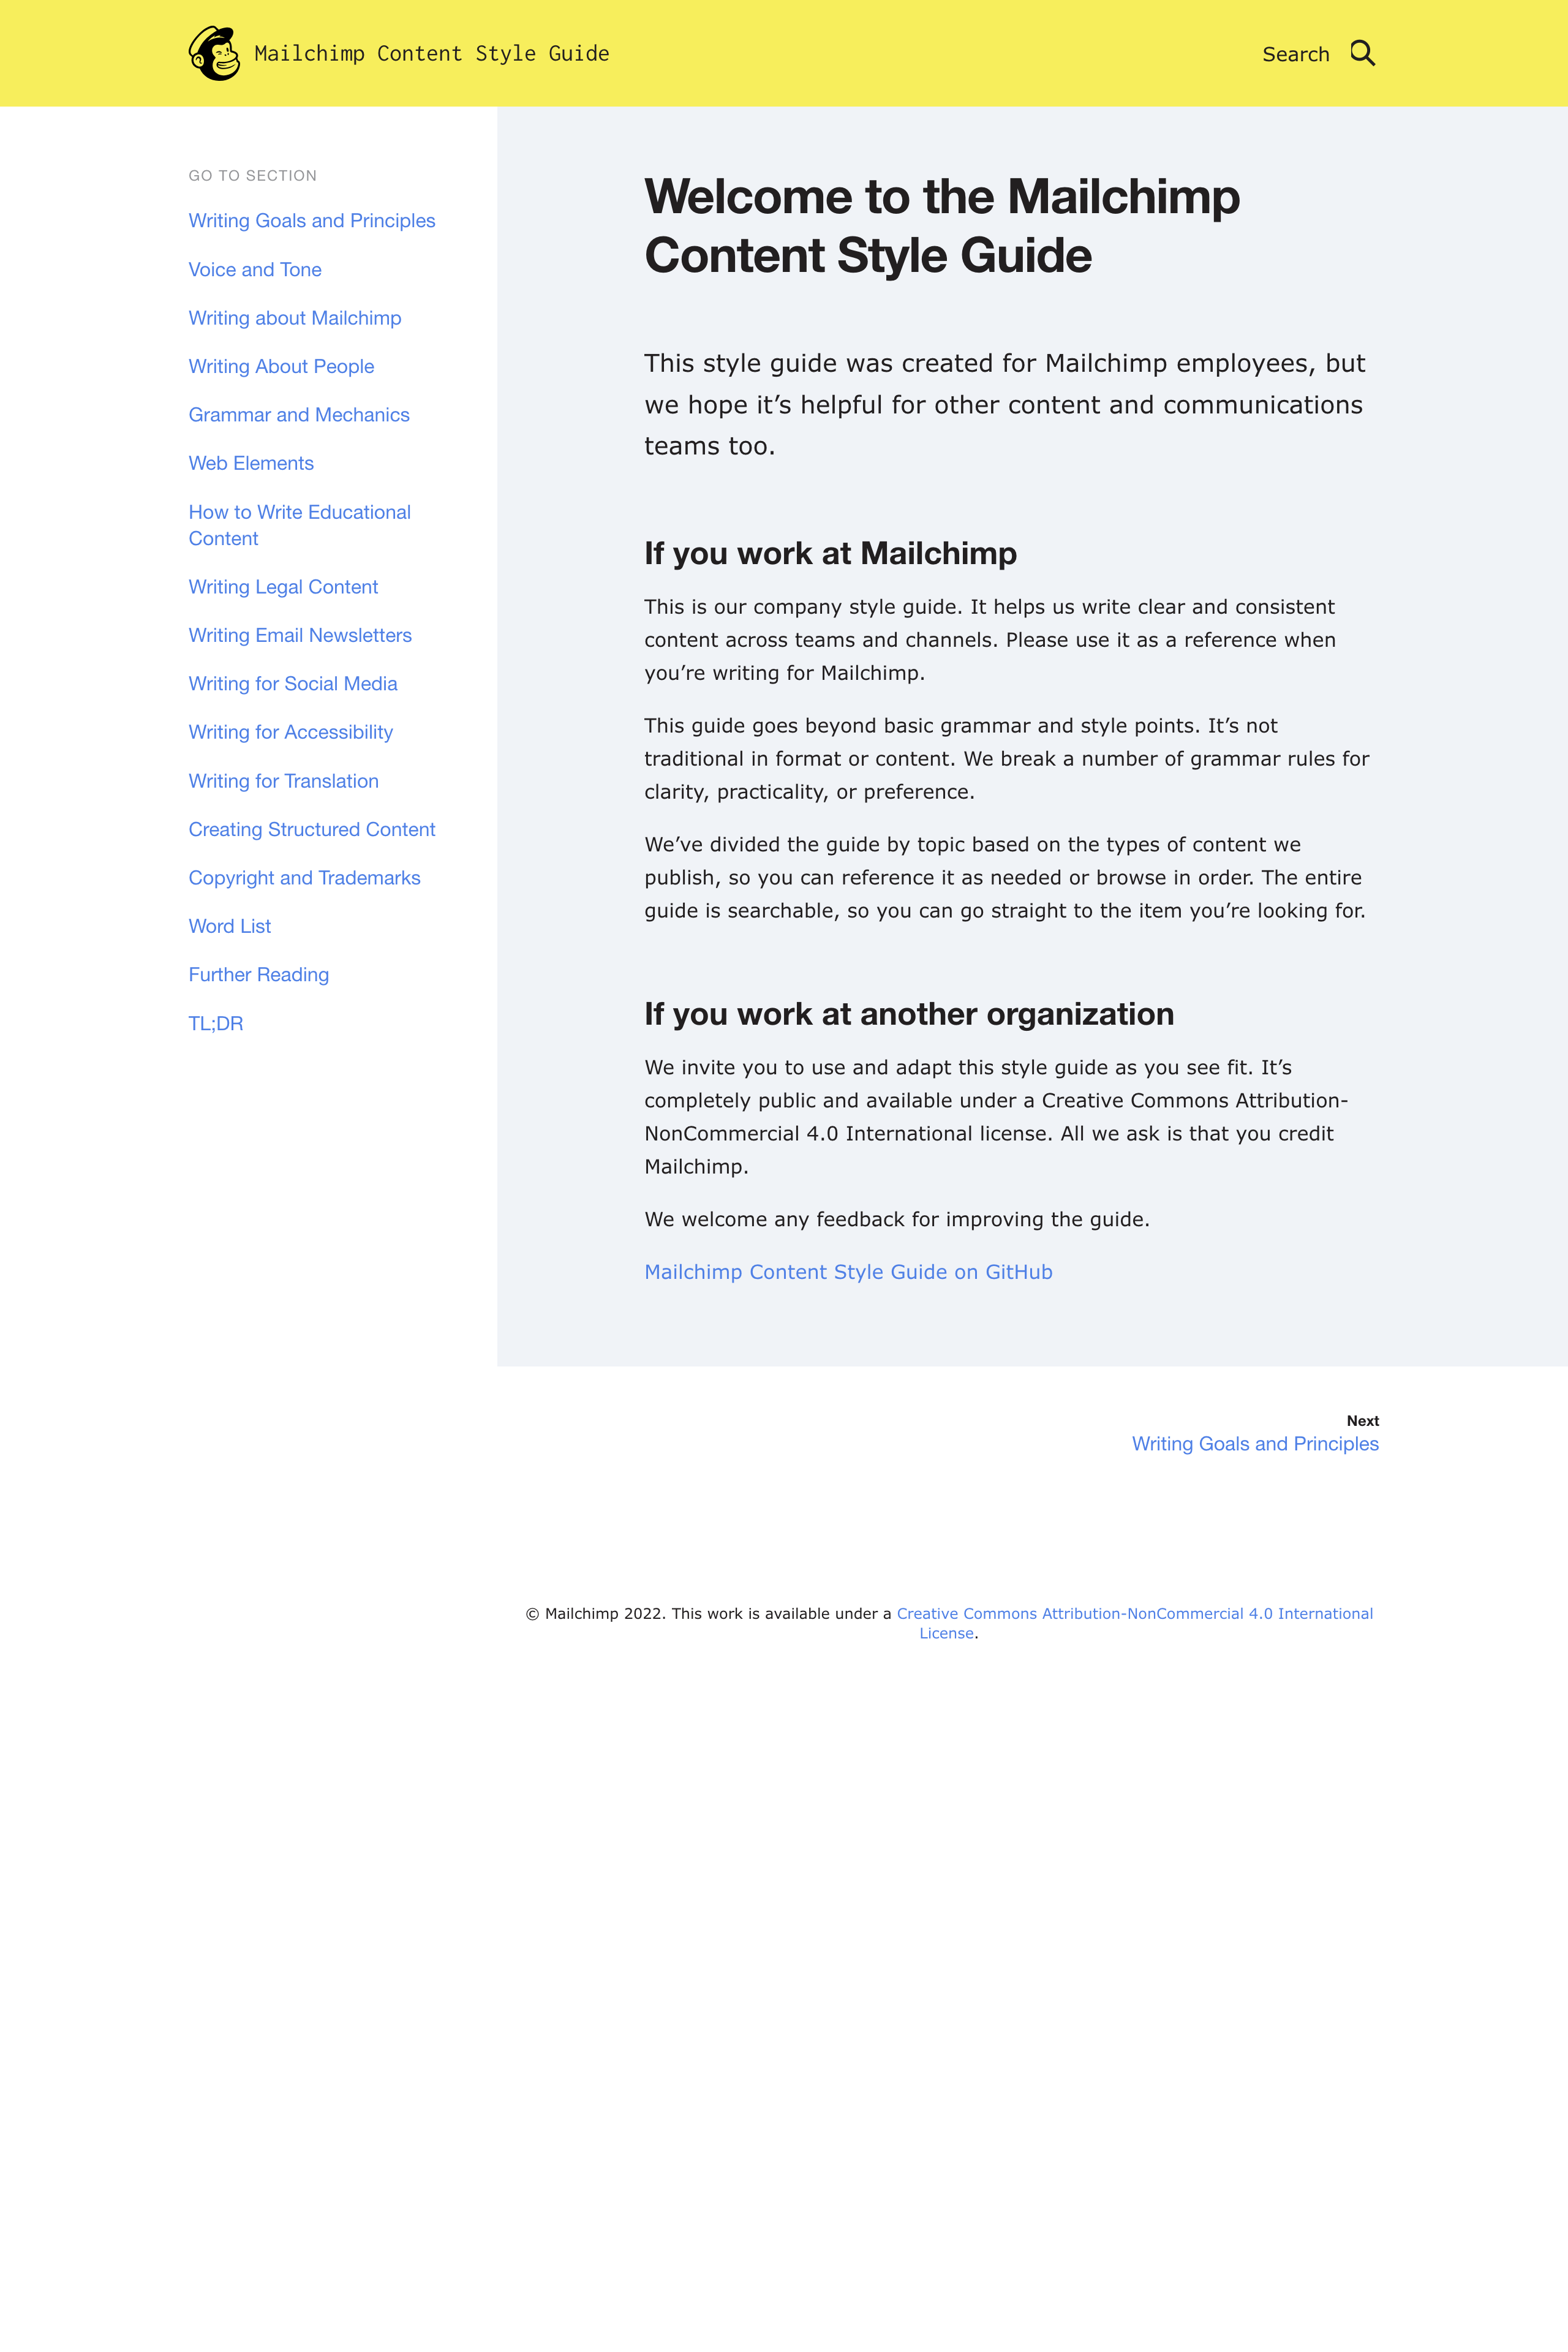 Mailchimp Content Style Guide
Search
GO TO SECTION
Writing Goals and Principles
Voice and Tone
Writing about Mailchimp
Writing About People
Grammar and Mechanics
Web Elements
How to Write Educational
Content
Writing Legal Content
Writing Email Newsletters
Writing for Social Media
Writing for Accessibility
Writing for Translation
Creating Structured Content
Copyright and Trademarks
Word List
Further Reading
TL;DR
Welcome to the Mailchimp
Content Style Guide
This style guide was created for Mailchimp employees, but
we hope it’s helpful for other content and communications
teams too.
If you work at Mailchimp
This is our company style guide. It helps us write clear and consistent
content across teams and channels. Please use it as a reference when
you’re writing for Mailchimp.
This guide goes beyond basic grammar and style points. It’s not
traditional in format or content. We break a number of grammar rules for
clarity, practicality, or preference.
We’ve divided the guide by topic based on the types of content we
publish, so you can reference it as needed or browse in order. The entire
guide is searchable, so you can go straight to the item you’re looking for.
If you work at another organization
We invite you to use and adapt this style guide as you see fit. It’s
completely public and available under a Creative Commons Attribution-
NonCommercial 4.0 International license. All we ask is that you credit
Mailchimp.
We welcome any feedback for improving the guide.
Mailchimp Content Style Guide on GitHub
Next
Writing Goals and Principles
© Mailchimp 2022. This work is available under a Creative Commons Attribution-NonCommercial 4.0 International
License.